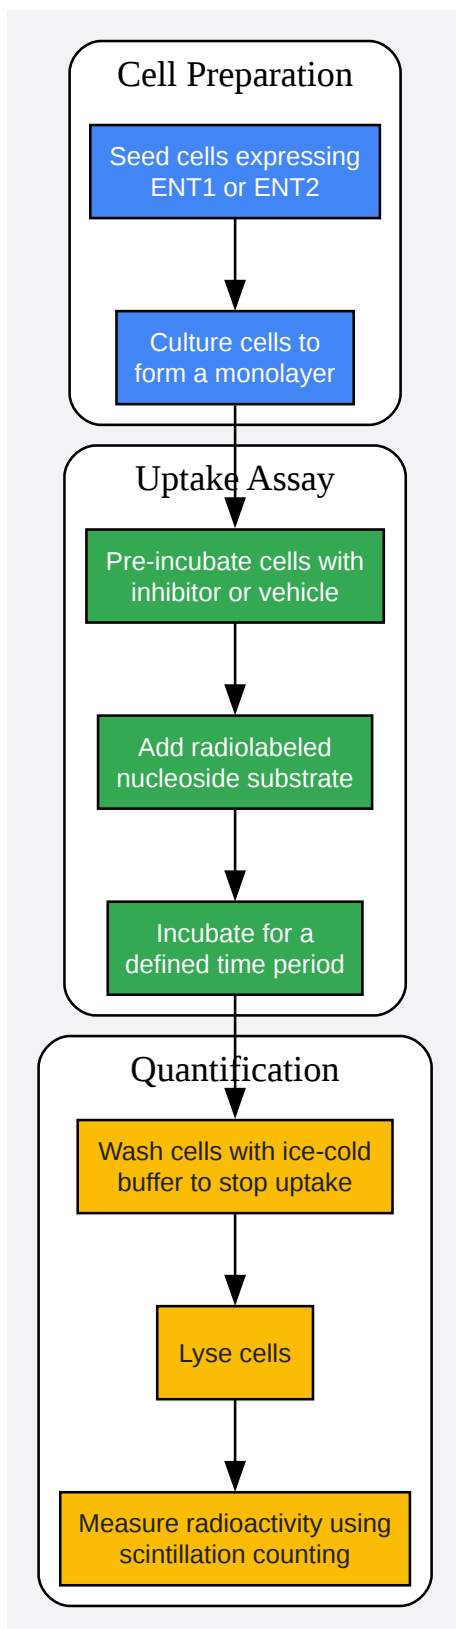 Cell Preparation
Seed cells expressing
ENT1 or ENT2
Culture cells to
form a monolayer
Uptake Assay
Pre-incubate cells with
inhibitor or vehicle
Add radiolabeled
nucleoside substrate
Incubate for a
defined time period
Quantification
Wash cells with ice-cold
buffer to stop uptake
Lyse cells
Measure radioactivity using
scintillation counting